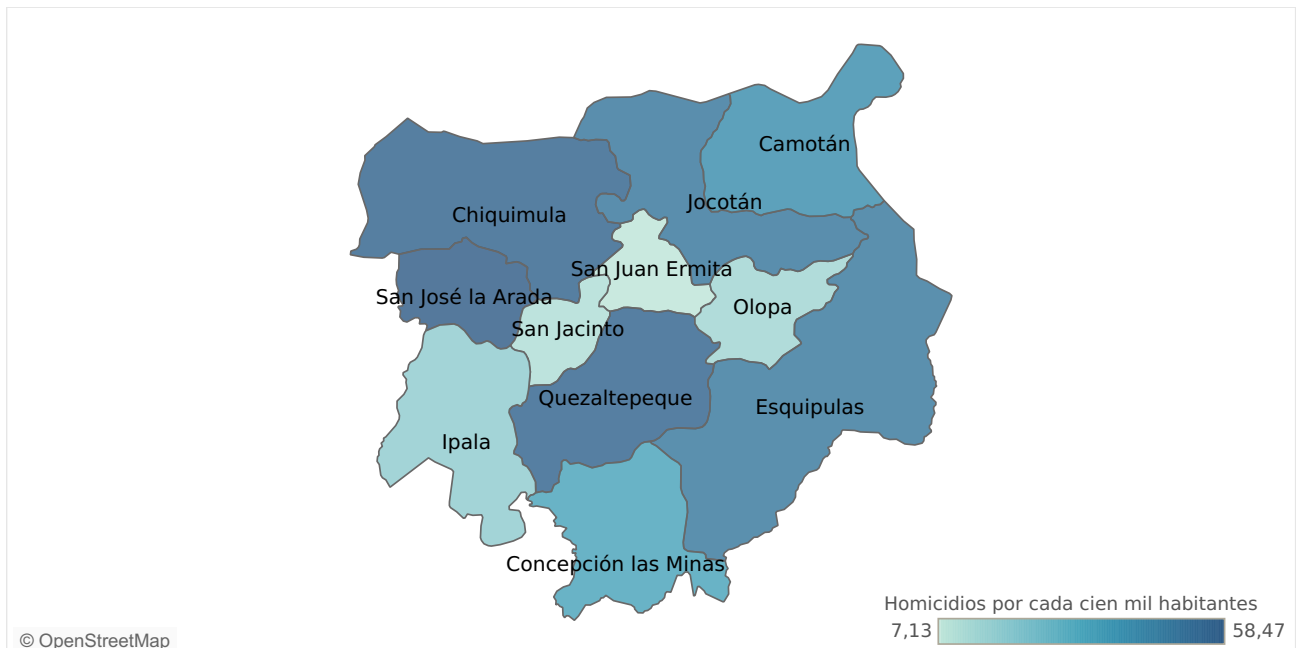 Camotán
Jocotán
Chiquimula
San Juan Ermita
San José la Arada
Olopa
San Jacinto
Quezaltepeque
Esquipulas
Ipala
Concepción las Minas
Homicidios por cada cien mil habitantes
7,13 58,47
© OpenStreetMap